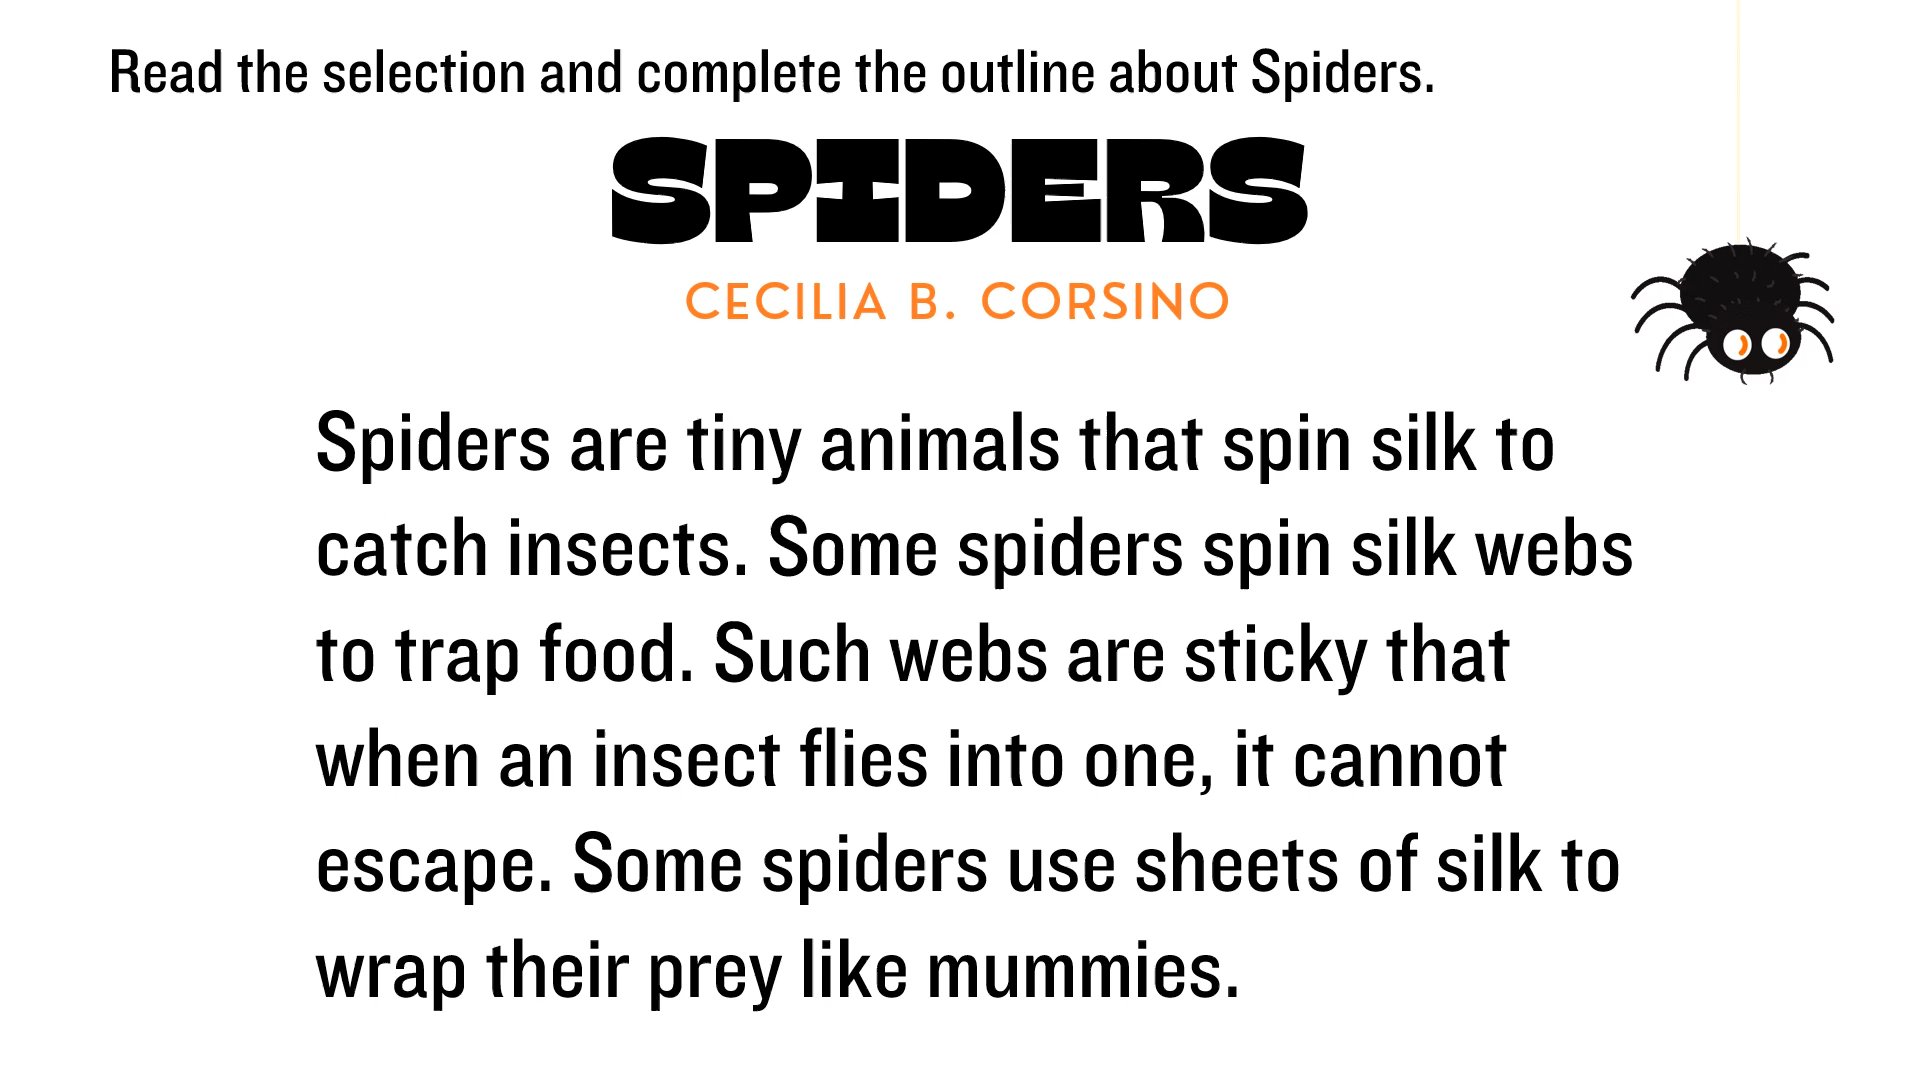 Read the selection and complete the outline about Spiders.
SPIDERS
CECILIA B. CORSINO
Spiders are tiny animals that spin silk to
catch insects. Some spiders spin silk webs
to trap food. Such webs are sticky that
when an insect flies into one, it cannot
escape. Some spiders use sheets of silk to
wrap their prey like mummies.